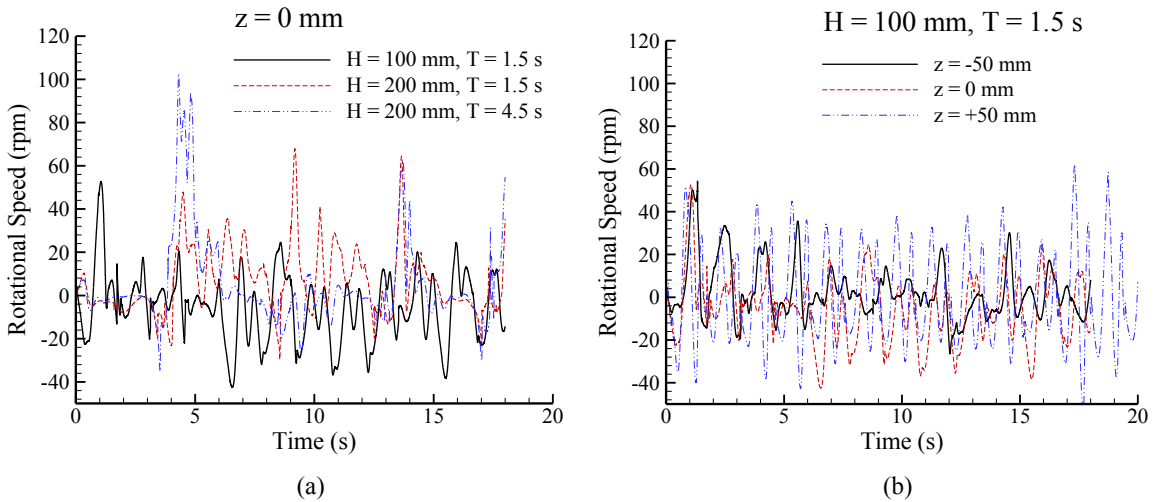 z = 0 mm
H = 100 mm, T = 1.5 s
H = 200 mm, T = 1.5 s
H = 200 mm, T = 4.5 s
Rotational Speed (rpm)
120
100
80
60
40
20
0
-20
-40
0 5 10 15 20
Time (s)
(a)
H = 100 mm, T = 1.5 s
z = -50 mm
z = 0 mm
z = +50 mm
Rotational Speed (rpm)
120
100
80
60
40
20
0
-20
-40
0 5 10 15 20
Time (s)
(b)